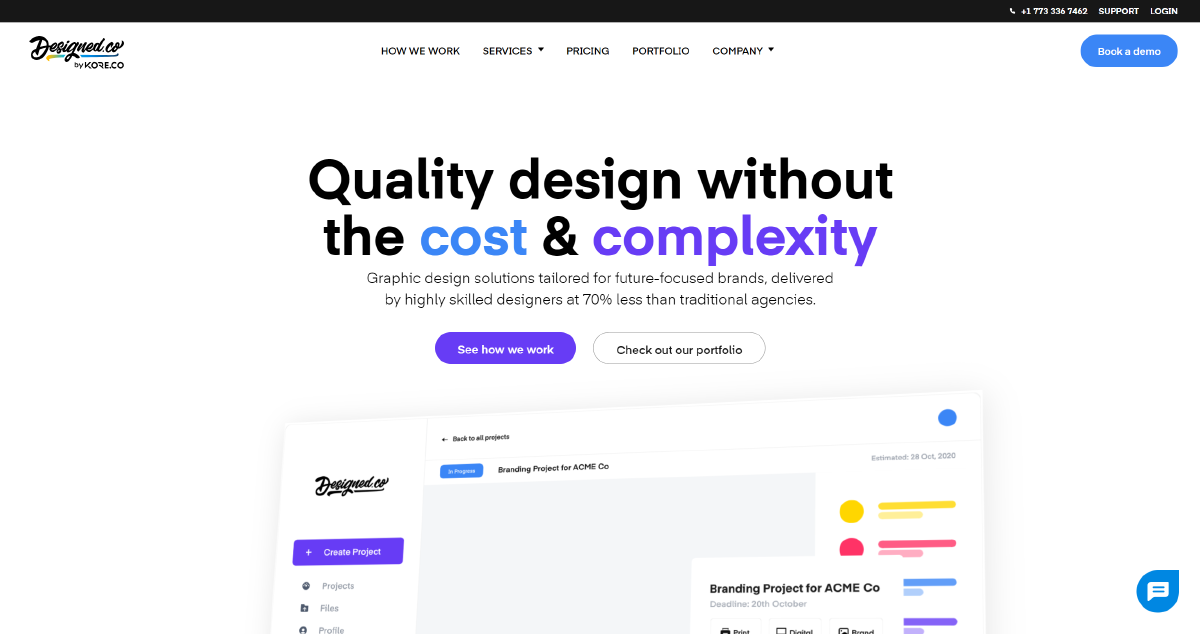 +1 773 336 7462 SUPPORT LOGIN
Designed.co
by KORE.CO
HOW WE WORK SERVICES PRICING PORTFOLIO COMPANY
Book a demo
Quality design without
the cost & complexity
Graphic design solutions tailored for future-focused brands, delivered
by highly skilled designers at 70% less than traditional agencies.
See how we work
Check out our portfolio
← Back to all projects
In Progress
Branding Project for ACME Co
Estimated: 28 Oct, 2020
Designed.co
+ Create Project
Projects
Files
Profile
Branding Project for ACME Co
Deadline: 20th October
Print
Digital
Brand